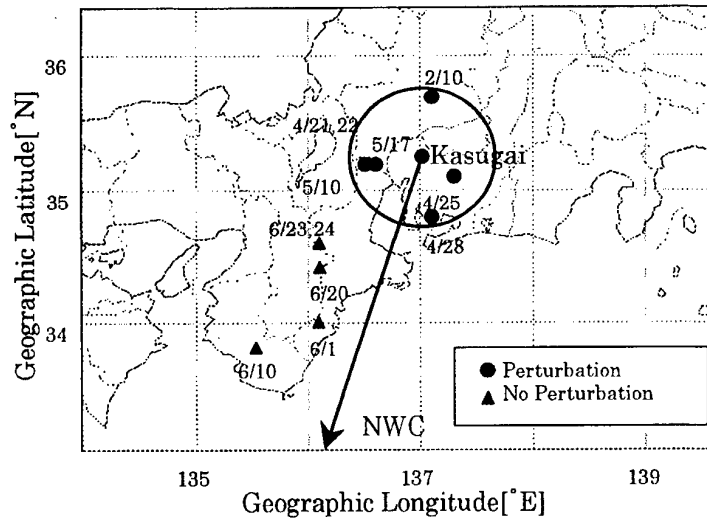 Geographic Latitude[°N]
36
35
34
2/10
4/21,22
5/17
Kasugai
5/10
4/25
4/28
6/23,24
6/20
6/1
6/10
NWC
Perturbation
No Perturbation
135
137
139
Geographic Longitude[°E]